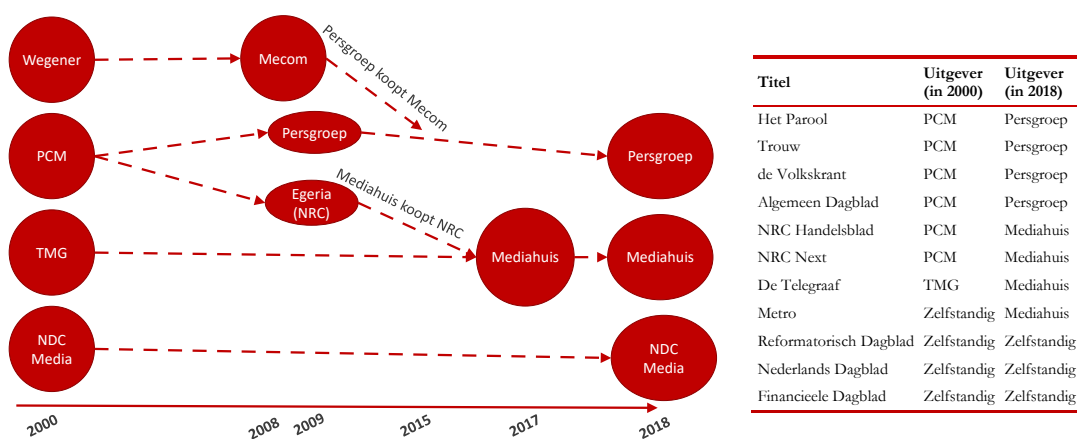 Wegener
Mecom
Persgroep koopt Mecom
PCM
Persgroep
Persgroep
Egeria
(NRC)
Mediahuis koopt NRC
TMG
Mediahuis
Mediahuis
NDC
Media
NDC
Media
2000
2008
2009
2015
2017
2018
Titel Uitgever (in 2000) Uitgever (in 2018)
Het Parool PCM Persgroep
Trouw PCM Persgroep
de Volkskrant PCM Persgroep
Algemeen Dagblad PCM Persgroep
NRC Handelsblad PCM Mediahuis
NRC Next PCM Mediahuis
De Telegraaf TMG Mediahuis
Metro Zelfstandig Mediahuis
Reformatorisch Dagblad Zelfstandig Zelfstandig
Nederlands Dagblad Zelfstandig Zelfstandig
Financieele Dagblad Zelfstandig Zelfstandig